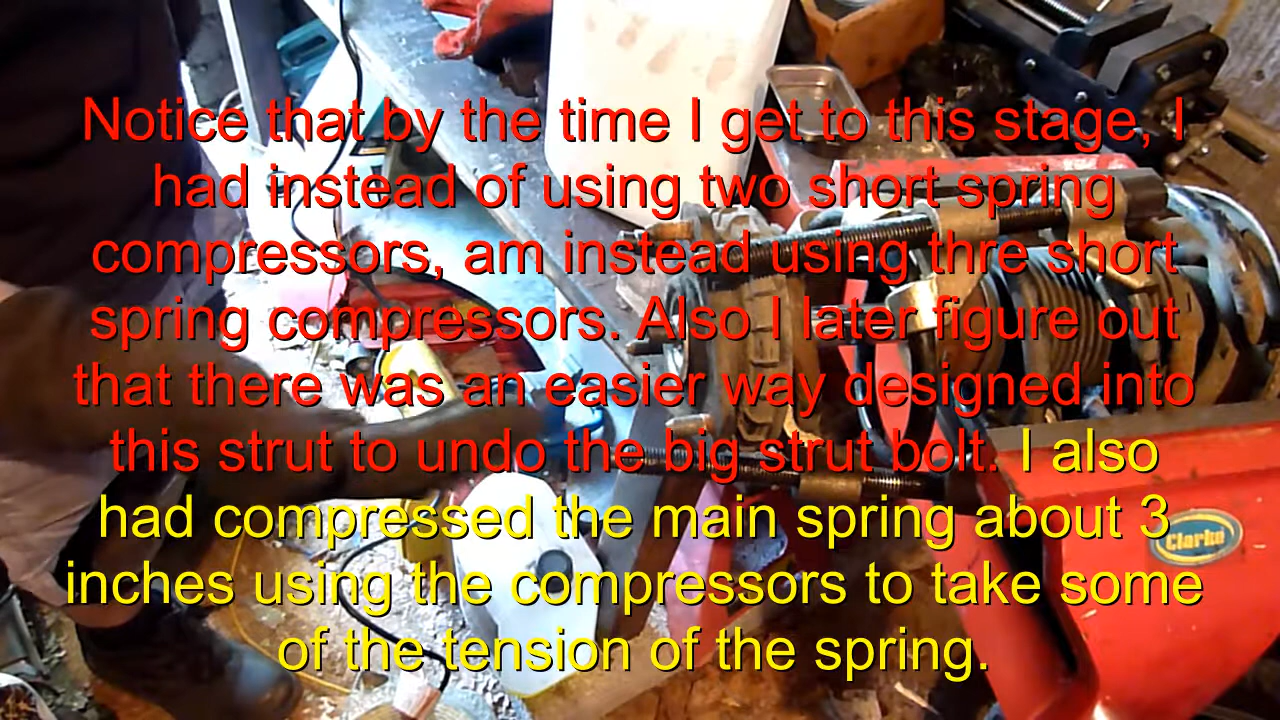 Notice that by the time I get to this stage, I
had instead of using two short spring
compressors, am instead using thre short
spring compressors. Also I later figure out
that there was an easier way designed into
this strut to undo the big strut bolt. I also
had compressed the main spring about 3
inches using the compressors to take some
of the tension of the spring.
Clarke